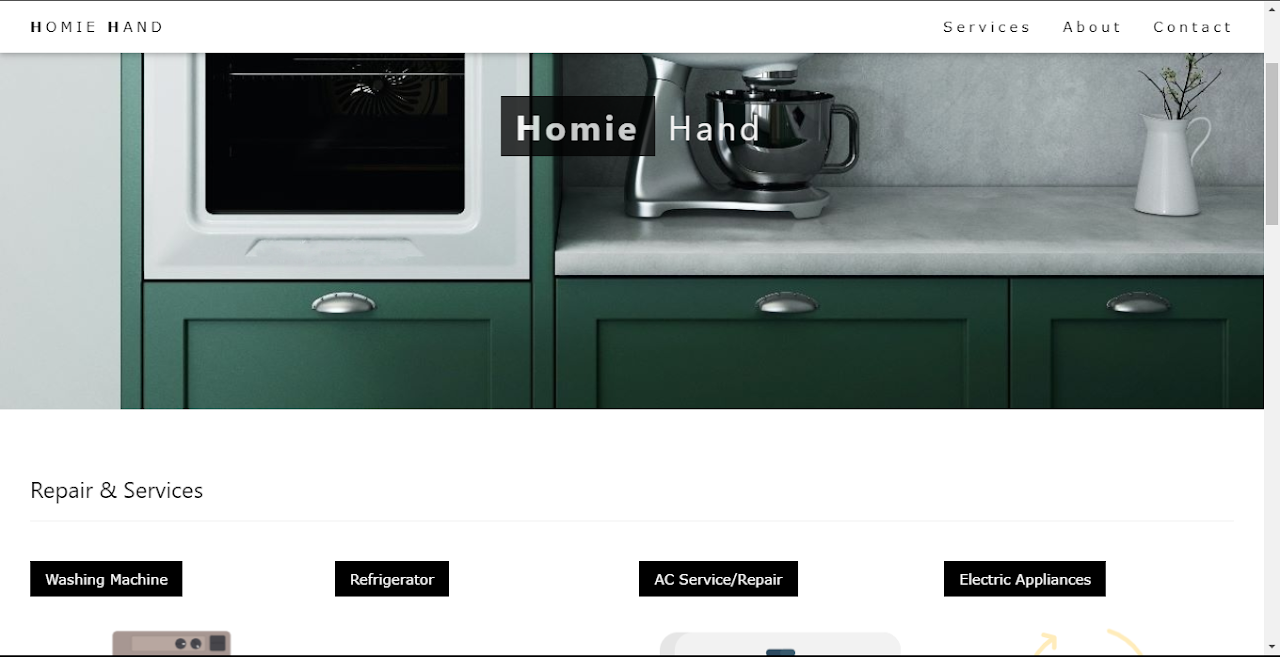 HOMIE HAND
Services About Contact
Homie Hand
Repair & Services
Washing Machine
Refrigerator
AC Service/Repair
Electric Appliances